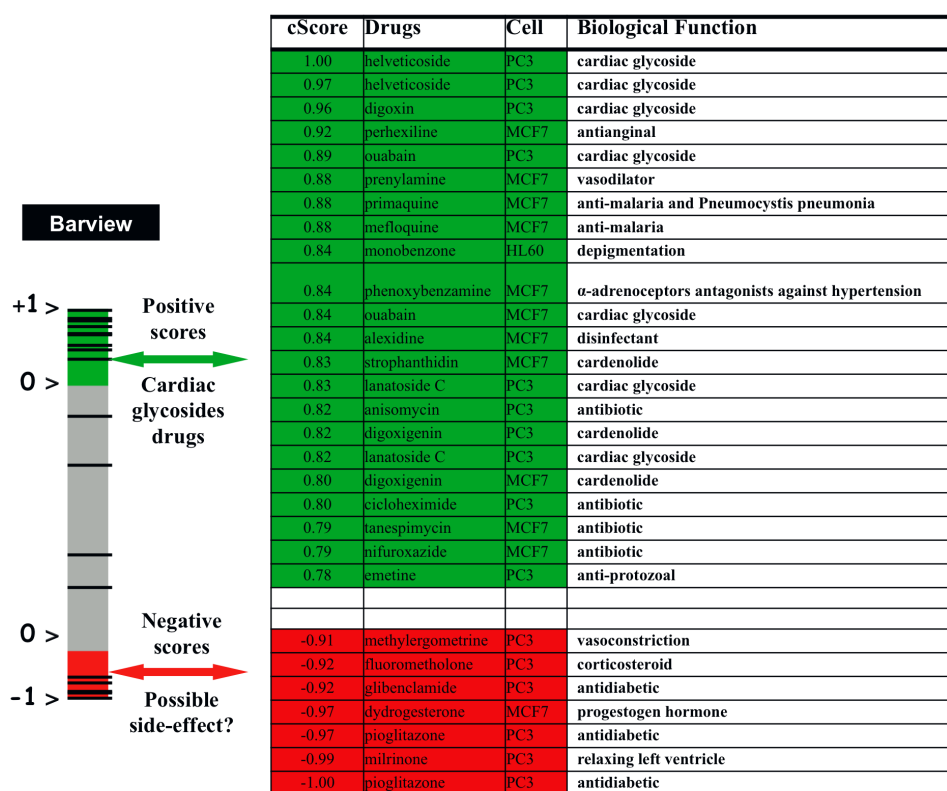 Barview
+1 >
0 >
0 >
-1 >
Positive
scores
Cardiac
glycosides
drugs
Negative
scores
Possible
side-effect?
cScore Drugs Cell Biological Function
1.00 helveticoside PC3 cardiac glycoside
0.97 helveticoside PC3 cardiac glycoside
0.96 digoxin PC3 cardiac glycoside
0.92 perhexiline MCF7 antianginal
0.89 ouabain PC3 cardiac glycoside
0.88 prenylamine MCF7 vasodilator
0.88 primaquine MCF7 anti-malaria and Pneumocystis pneumonia
0.88 mefloquine MCF7 anti-malaria
0.84 monobenzone HL60 depigmentation
0.84 phenoxybenzamine MCF7 α-adrenoceptors antagonists against hypertension
0.84 ouabain MCF7 cardiac glycoside
0.84 alexidine MCF7 disinfectant
0.83 strophanthidin MCF7 cardenolide
0.83 lanatoside C PC3 cardiac glycoside
0.82 anisomycin PC3 antibiotic
0.82 digoxigenin PC3 cardenolide
0.82 lanatoside C PC3 cardiac glycoside
0.80 digoxigenin MCF7 cardenolide
0.80 cicloheximide PC3 antibiotic
0.79 tanespimycin MCF7 antibiotic
0.79 nifuroxazide MCF7 antibiotic
0.78 emetine PC3 anti-protozoal
-0.91 methylergometrine PC3 vasoconstriction
-0.92 fluorometholone PC3 corticosteroid
-0.92 glibenclamide PC3 antidiabetic
-0.97 dydrogesterone MCF7 progestogen hormone
-0.97 pioglitazone PC3 antidiabetic
-0.99 milrinone PC3 relaxing left ventricle
-1.00 pioglitazone PC3 antidiabetic